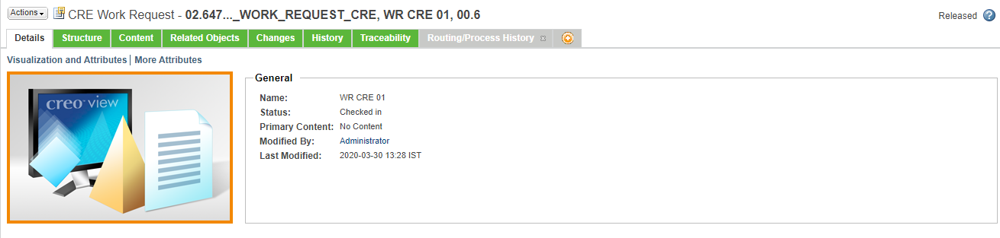 Actions CRE Work Request - 02.647..._WORK_REQUEST_CRE, WR CRE 01, 00.6 Released ?
Details Structure Content Related Objects Changes History Traceability Routing/Process History
Visualization and Attributes | More Attributes
creo view
General
Name: WR CRE 01
Status: Checked in
Primary Content: No Content
Modified By: Administrator
Last Modified: 2020-03-30 13:28 IST